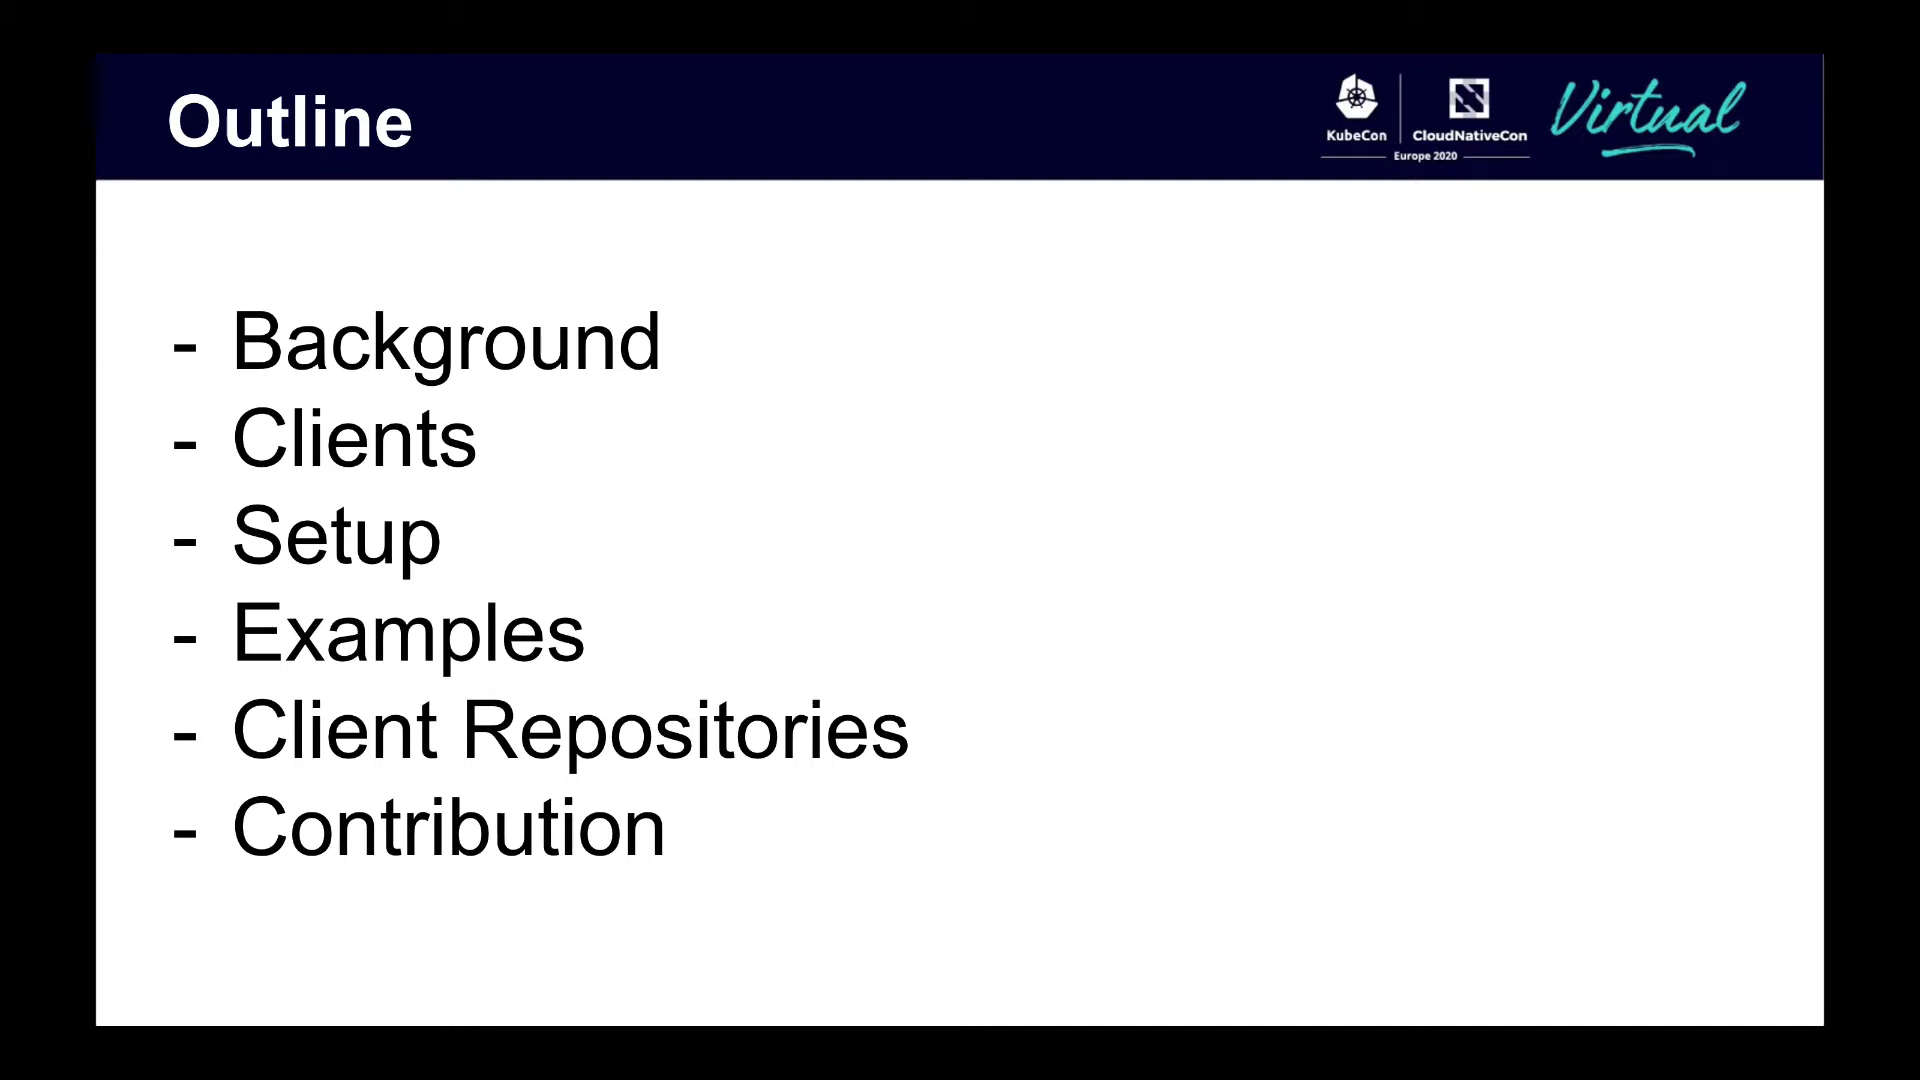 Outline
KubeCon
CloudNativeCon
Europe 2020
Virtual
- Background
- Clients
- Setup
- Examples
- Client Repositories
- Contribution